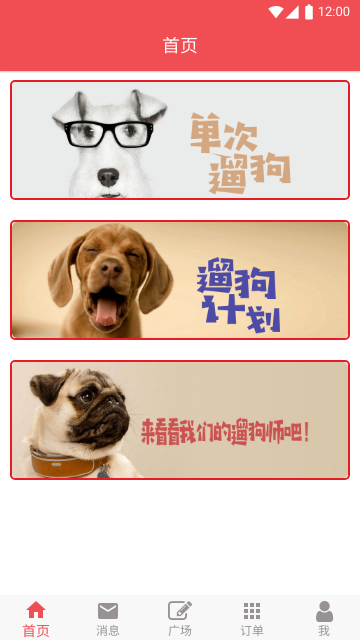 12:00
首页
单次
遛狗
遛狗
计划
来看看我们的遛狗师吧!
首页
消息
广场
订单
我